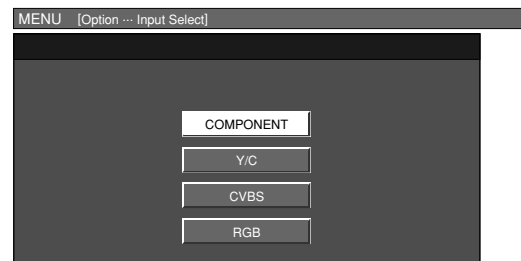 MENU [Option ··· Input Select]
COMPONENT
Y/C
CVBS
RGB